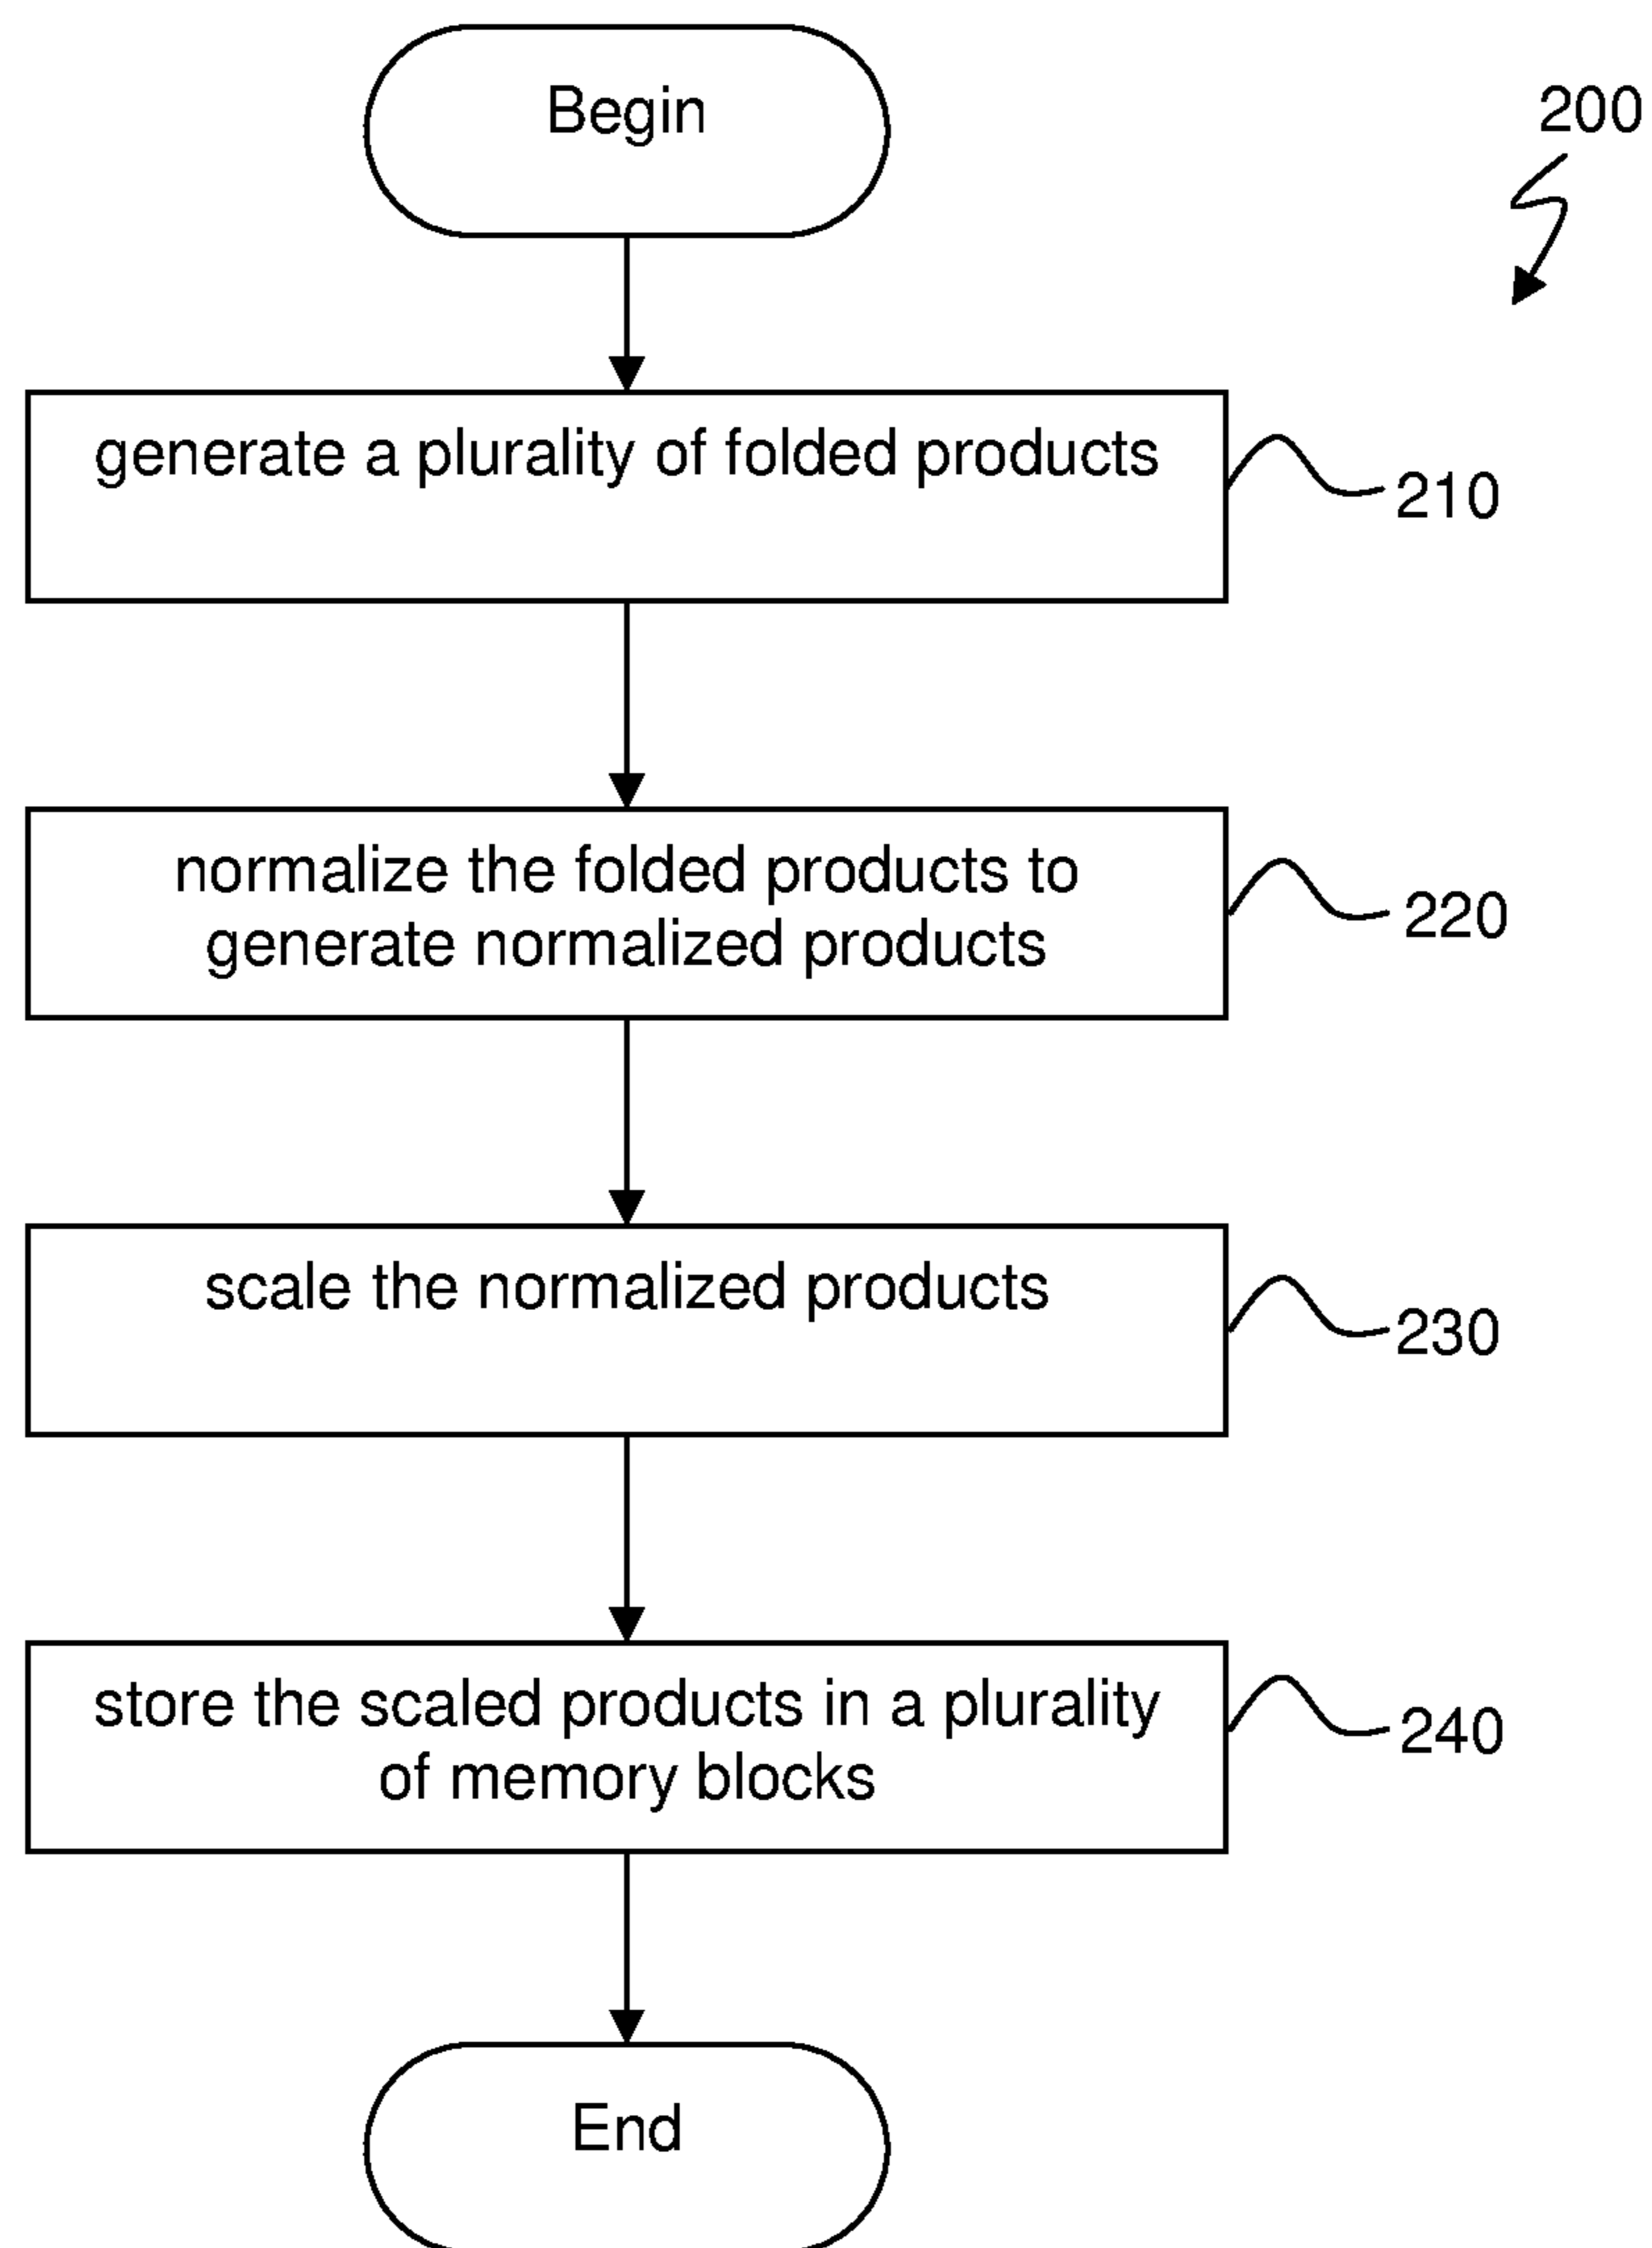 Begin
200
generate a plurality of folded products
210
normalize the folded products to
generate normalized products
220
scale the normalized products
230
store the scaled products in a plurality
of memory blocks
240
End